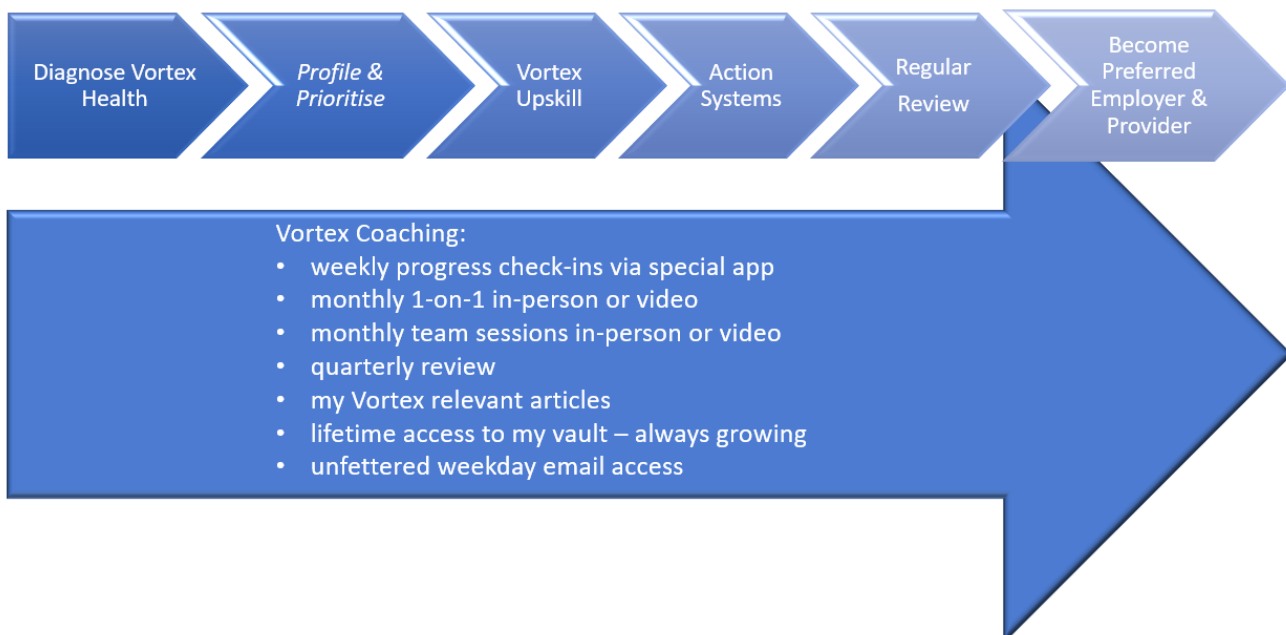 Diagnose Vortex
Health
Profile &
Prioritise
Vortex
Upskill
Action
Systems
Regular
Review
Become
Preferred
Employer &
Provider
Vortex Coaching:
• weekly progress check-ins via special app
• monthly 1-on-1 in-person or video
• monthly team sessions in-person or video
• quarterly review
• my Vortex relevant articles
• lifetime access to my vault – always growing
• unfettered weekday email access